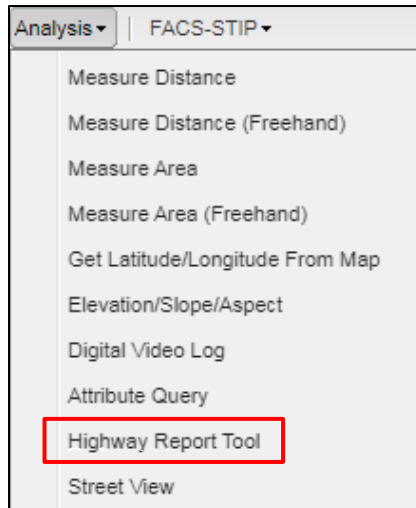 Analysis▾ | FACS-STIP▾
Measure Distance
Measure Distance (Freehand)
Measure Area
Measure Area (Freehand)
Get Latitude/Longitude From Map
Elevation/Slope/Aspect
Digital Video Log
Attribute Query
Highway Report Tool
Street View